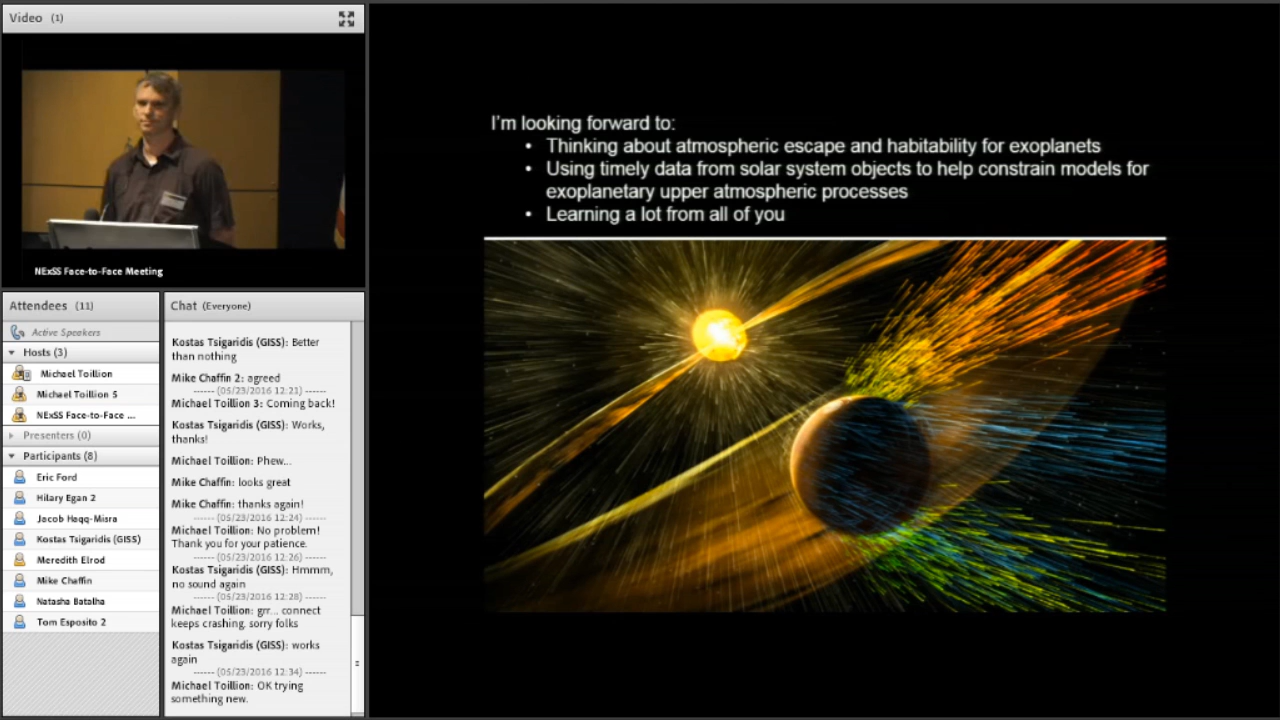 Video (1)
NExSS Face-to-Face Meeting
Attendees (11)
Active Speakers
Hosts (3)
Michael Toillion
Michael Toillion 5
NExSS Face-to-Face ...
Presenters (0)
Participants (8)
Eric Ford
Hilary Egan 2
Jacob Haqq-Misra
Kostas Tsigaridis (GISS)
Meredith Elrod
Mike Chaffin
Natasha Batalha
Tom Esposito 2
Chat (Everyone)
Kostas Tsigaridis (GISS): Better
than nothing
Mike Chaffin 2: agreed
------ (05/23/2016 12:21) ------
Michael Toillion 3: Coming back!
Kostas Tsigaridis (GISS): Works,
thanks!
Michael Toillion: Phew...
Mike Chaffin: looks great
Mike Chaffin: thanks again!
------ (05/23/2016 12:24) ------
Michael Toillion: No problem!
Thank you for your patience.
------ (05/23/2016 12:26) ------
Kostas Tsigaridis (GISS): Hmmm,
no sound again
------ (05/23/2016 12:28) ------
Michael Toillion: grr... connect
keeps crashing. sorry folks
Kostas Tsigaridis (GISS): works
again
------ (05/23/2016 12:34) ------
Michael Toillion: OK trying
something new.
I'm looking forward to:
• Thinking about atmospheric escape and habitability for exoplanets
• Using timely data from solar system objects to help constrain models for
exoplanetary upper atmospheric processes
• Learning a lot from all of you